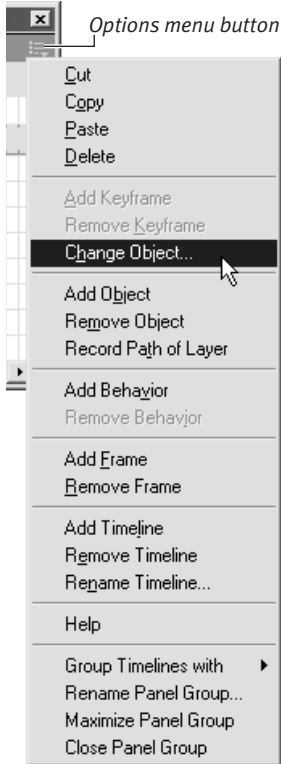 Options menu button
Cut
Copy
Paste
Delete
Add Keyframe
Remove Keyframe
Change Object...
Add Object
Remove Object
Record Path of Layer
Add Behavior
Remove Behavior
Add Frame
Remove Frame
Add Timeline
Remove Timeline
Rename Timeline...
Help
Group Timelines with
Rename Panel Group...
Maximize Panel Group
Close Panel Group